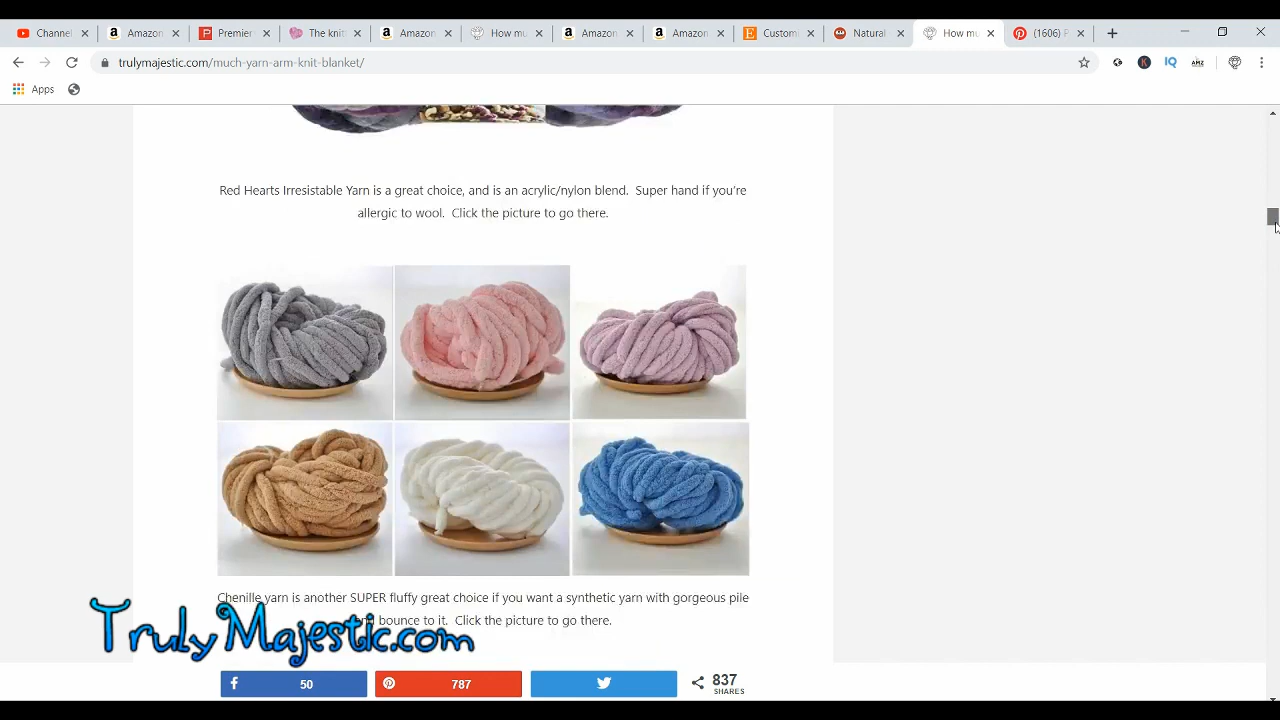 Channel
Amazon
Premier
The knit
Amazon
How mu
Amazon
Amazon
Custom
Natural
How mu
(1606) P
trulymajestic.com/much-yarn-arm-knit-blanket/
Apps
Red Hearts Irresistable Yarn is a great choice, and is an acrylic/nylon blend. Super hand if you're
allergic to wool. Click the picture to go there.
Chenille yarn is another SUPER fluffy great choice if you want a synthetic yarn with gorgeous pile
bounce to it. Click the picture to go there.
TrulyMajestic.com
50
787
837
SHARES